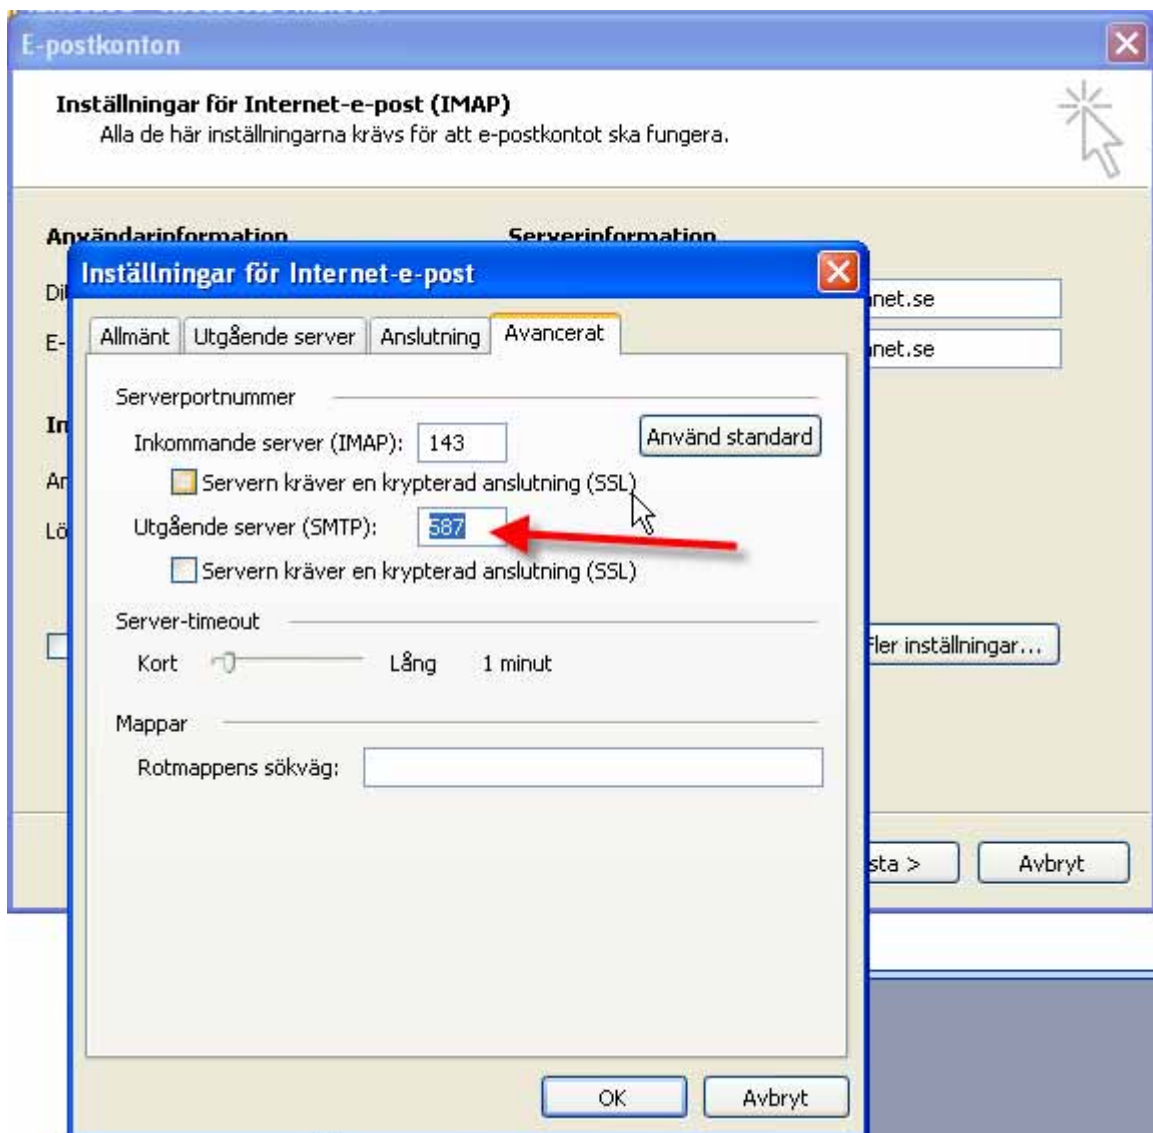 E-postkonton
Inställningar för Internet-e-post (IMAP)
Alla de här inställningarna krävs för att e-postkontot ska fungera.
Användarinformation Serverinformation
Inställningar för Internet-e-post
net.se
Allmänt Utgående server Anslutning Avancerat
E-
net.se
Serverportnummer
In
Inkommande server (IMAP): 143 Använd standard
Servern kräver en krypterad anslutning (SSL)
Lö
Utgående server (SMTP): 587
Servern kräver en krypterad anslutning (SSL)
Server-timeout
Fler inställningar...
Kort Lång 1 minut
Mappar
Rotmappens sökväg:
sta > Avbryt
OK Avbryt